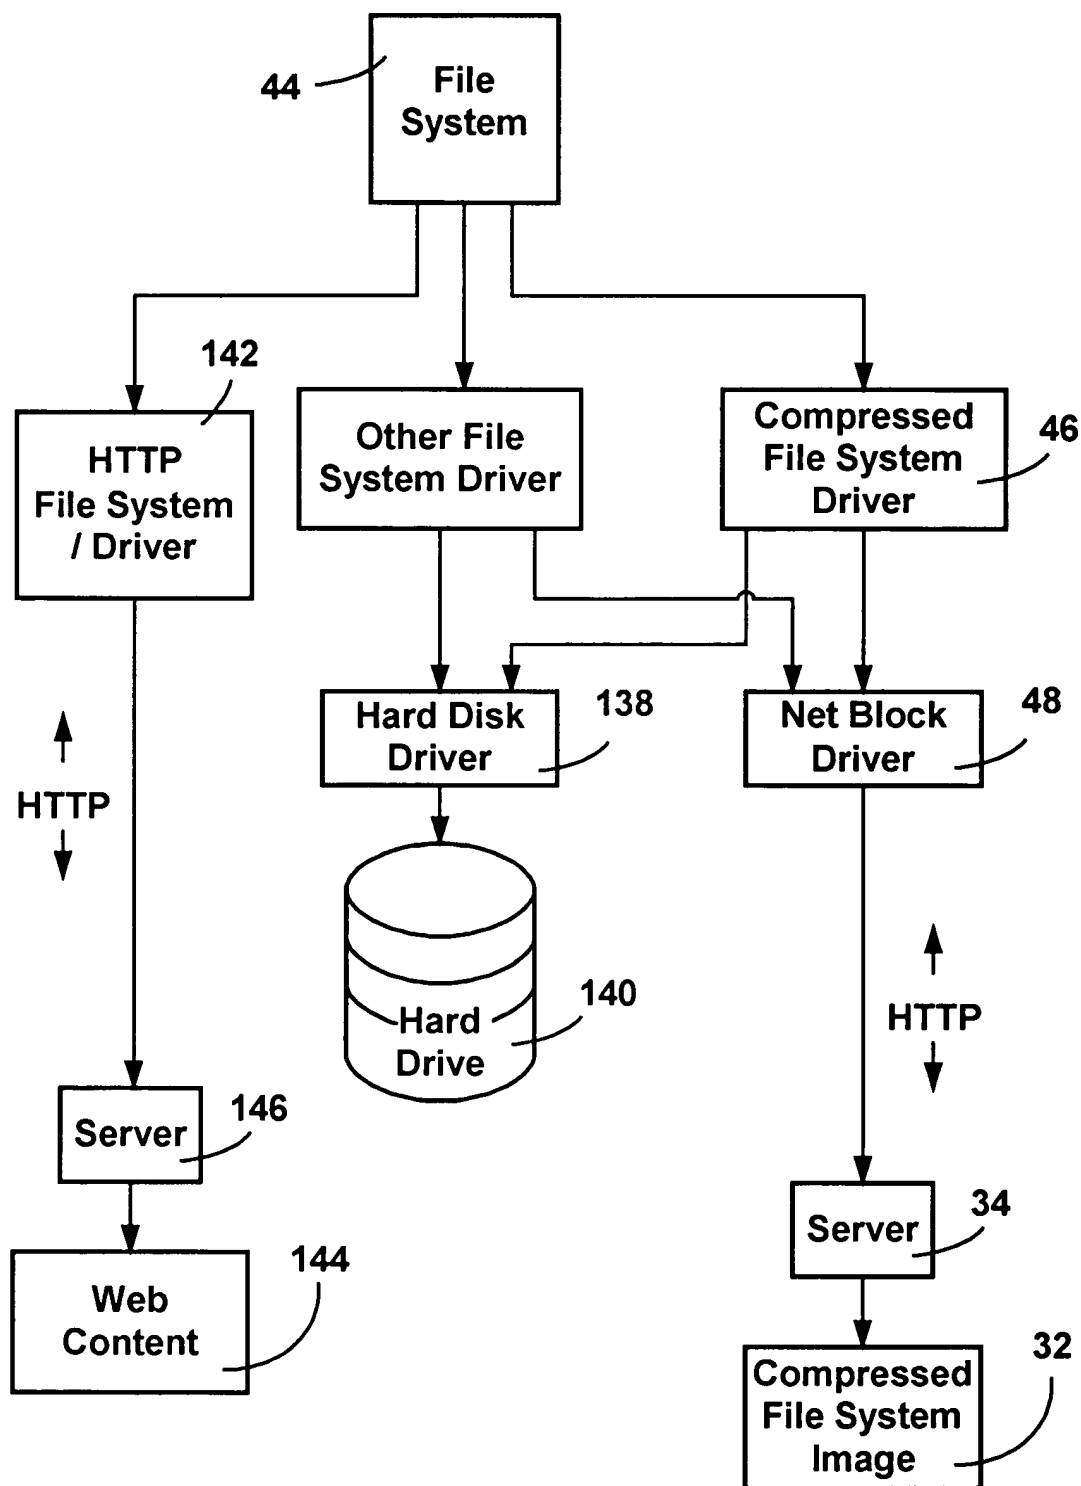 44
File
System
142
HTTP
File System
/ Driver
Other File
System Driver
Compressed
File System
Driver
46
Hard Disk
Driver
138
Net Block
Driver
48
HTTP
Hard
Drive
140
HTTP
Server
146
Server
34
Web
Content
144
Compressed
File System
Image
32